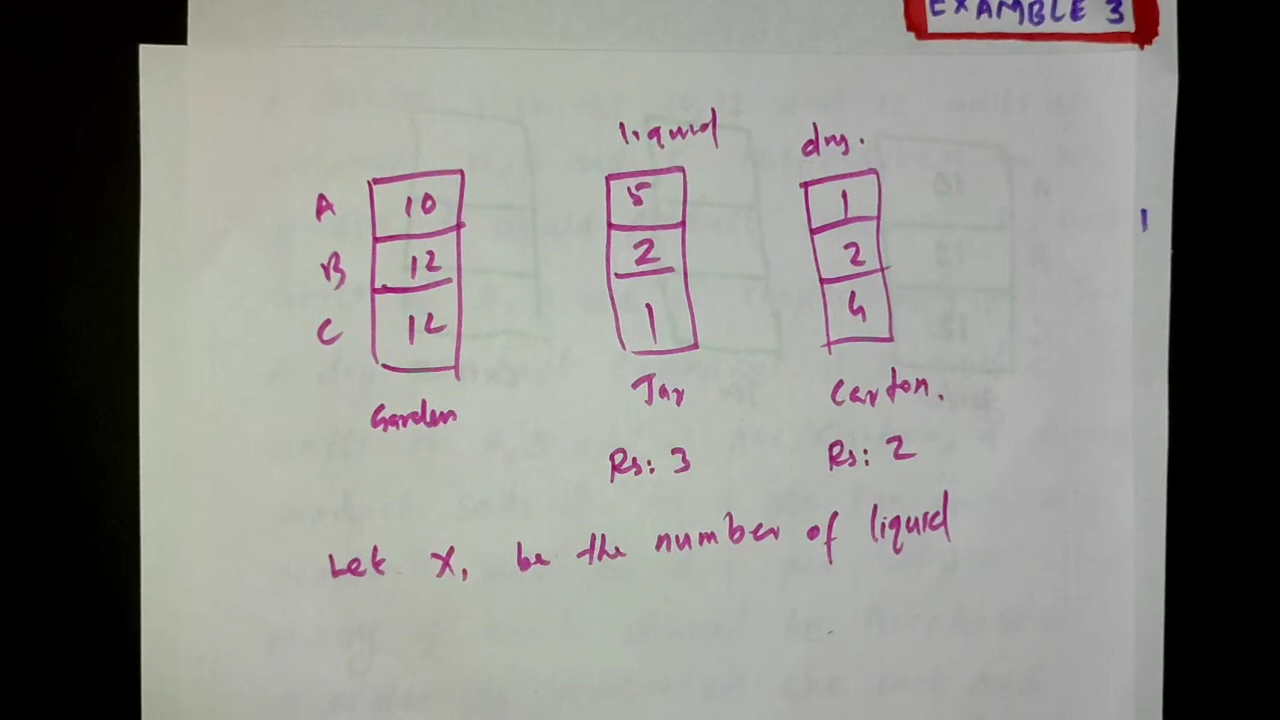 EXAMBLE 3
liquid dry.
A 10 5 1
B 12 2 2
C 12 1 4
Garden Jar Carton.
Rs: 3 Rs: 2
Let x, be the number of liquid